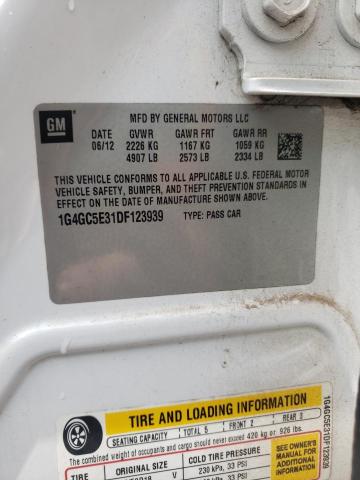 GM
MFD BY GENERAL MOTORS LLC
DATE GVWR GAWR FRT GAWR RR
06/12 2226 KG 1167 KG 1059 KG
4907 LB 2573 LB 2334 LB
THIS VEHICLE CONFORMS TO ALL APPLICABLE U.S. FEDERAL MOTOR
VEHICLE SAFETY, BUMPER, AND THEFT PREVENTION STANDARDS
IN EFFECT ON THE DATE OF MANUFACTURE SHOWN ABOVE.
1G4GC5E31DF123939 TYPE: PASS CAR
TIRE AND LOADING INFORMATION
SEATING CAPACITY TOTAL 5 FRONT 2 REAR 3
The combined weight of occupants and cargo should never exceed 420 kg or 926 lbs.
TIRE ORIGINAL SIZE COLD TIRE PRESSURE
230 kPa, 33 PSI
SEE OWNER'S
MANUAL FOR
ADDITIONAL
INFORMATION
1G4GC5E31DF123939